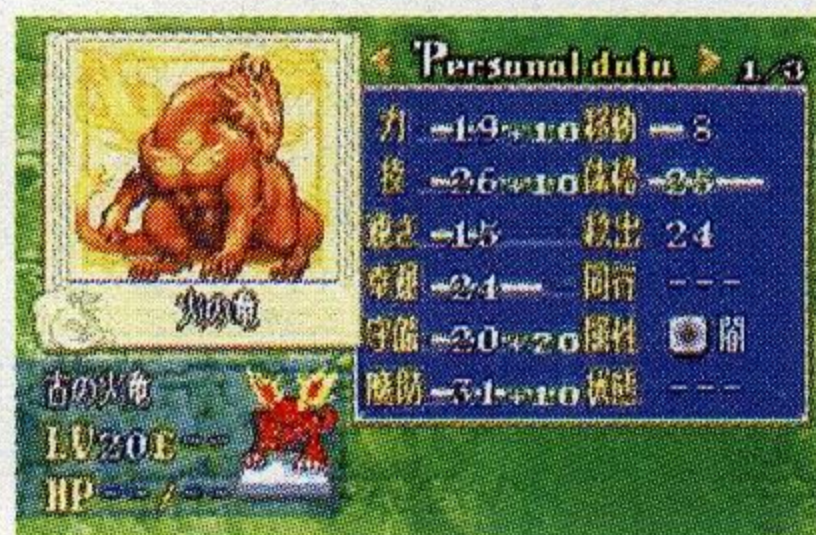 Personal data 1/3
力 19+10 移動 8
技 26+10 体格 25
速さ 15 救出 24
幸運 24 同行 ---
守備 20+20 属性 闇
魔防 31+10 状態 ---
火の竜
古の火竜
LV20E--
HP--/--